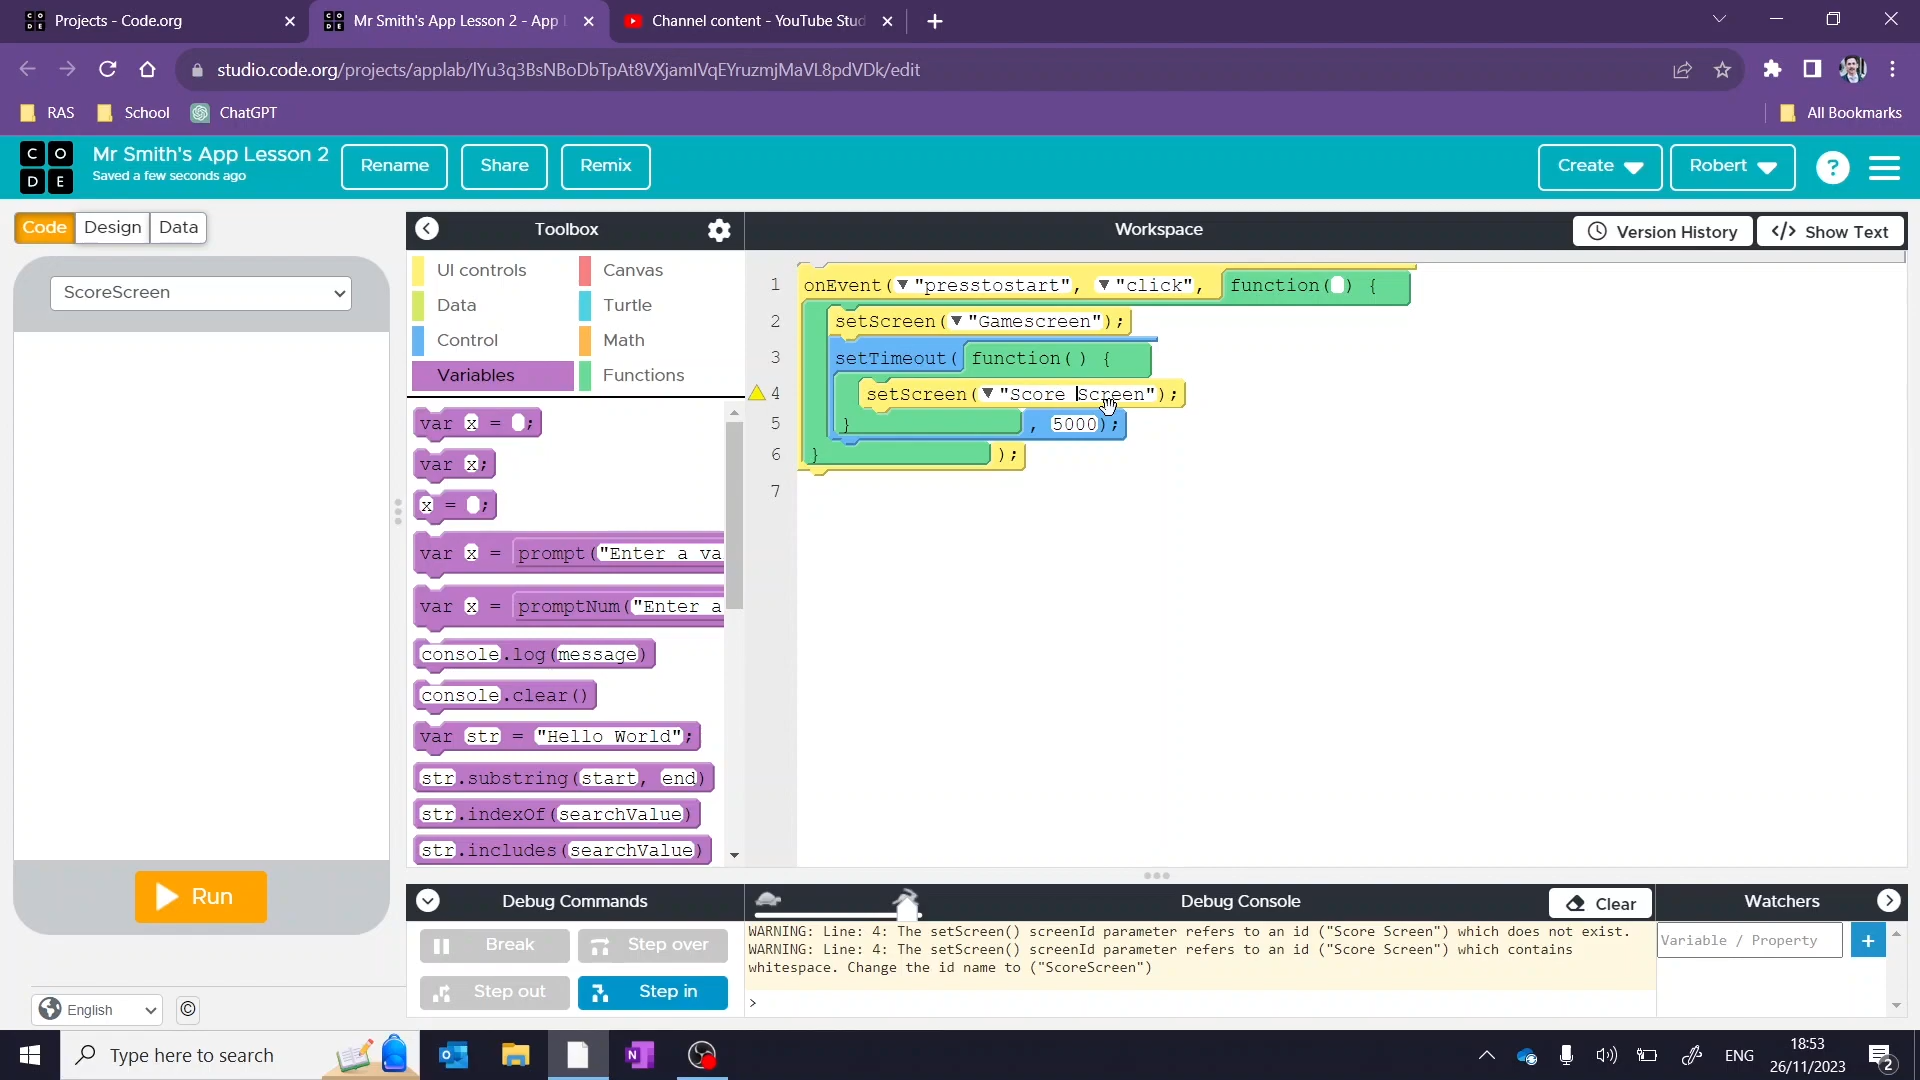 Projects - Code.org
Mr Smith's App Lesson 2 - App
Channel content - YouTube Stud
studio.code.org/projects/applab/lYu3q3BsNBoDbTpAt8VXjamIVqEYruzmjMaVL8pdVDk/edit
RAS School ChatGPT All Bookmarks
C O D E
Mr Smith's App Lesson 2
Saved a few seconds ago
Rename Share Remix
Create Robert ?
Code Design Data
Toolbox
Workspace
Version History
</> Show Text
ScoreScreen
UI controls Canvas
Data Turtle
Control Math
Variables Functions
var x = ;
var x;
x = ;
var x = prompt("Enter a va
var x = promptNum("Enter a
console.log(message)
console.clear()
var str = "Hello World";
str.substring(start, end)
str.indexOf(searchValue)
str.includes(searchValue)
1 onEvent(▼"presstostart", ▼"click", function( ) {
2 setScreen(▼"Gamescreen");
3 setTimeout(function() {
4 setScreen(▼"Score Screen");
5 }, 5000);
6 });
7
Run
Debug Commands
Break Step over
Step out Step in
Debug Console
Clear
WARNING: Line: 4: The setScreen() screenId parameter refers to an id ("Score Screen") which does not exist.
WARNING: Line: 4: The setScreen() screenId parameter refers to an id ("Score Screen") which contains
whitespace. Change the id name to ("ScoreScreen")
>
Watchers
Variable / Property
+
English
©
Type here to search
ENG
18:53
26/11/2023
2